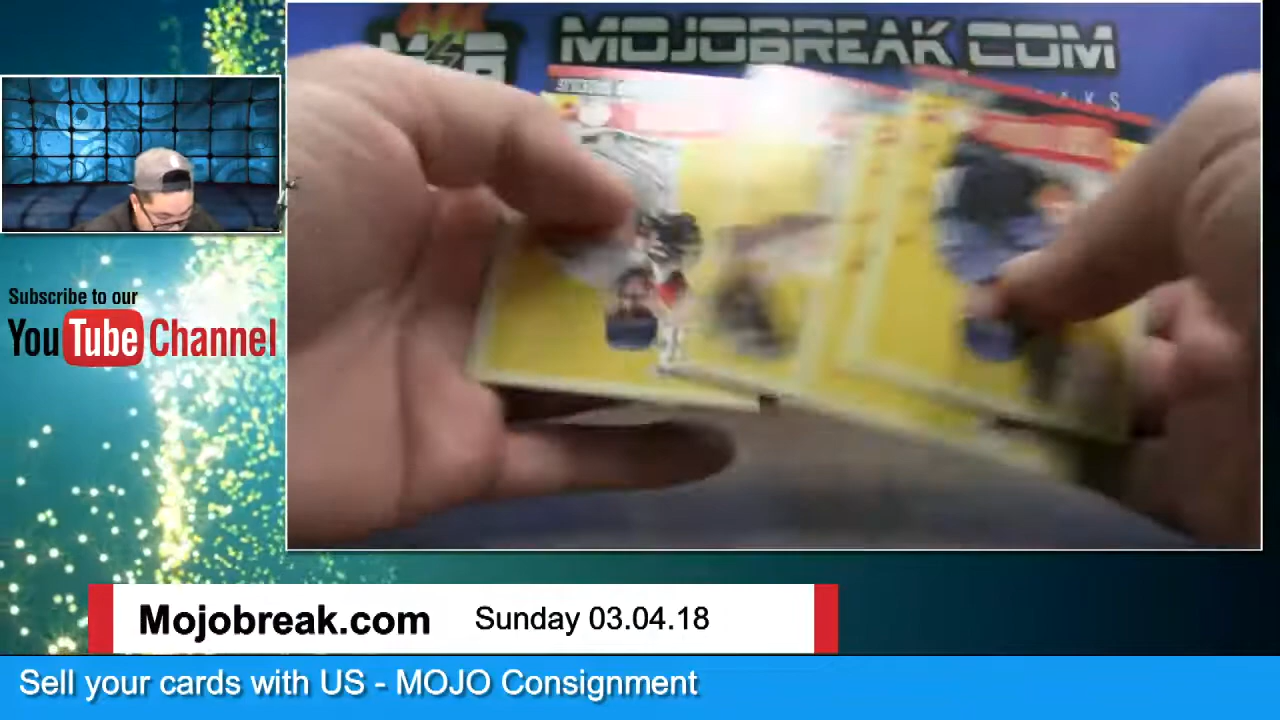 MOJOBREAK.COM
Subscribe to our
YouTube Channel
Mojobreak.com Sunday 03.04.18
Sell your cards with US - MOJO Consignment